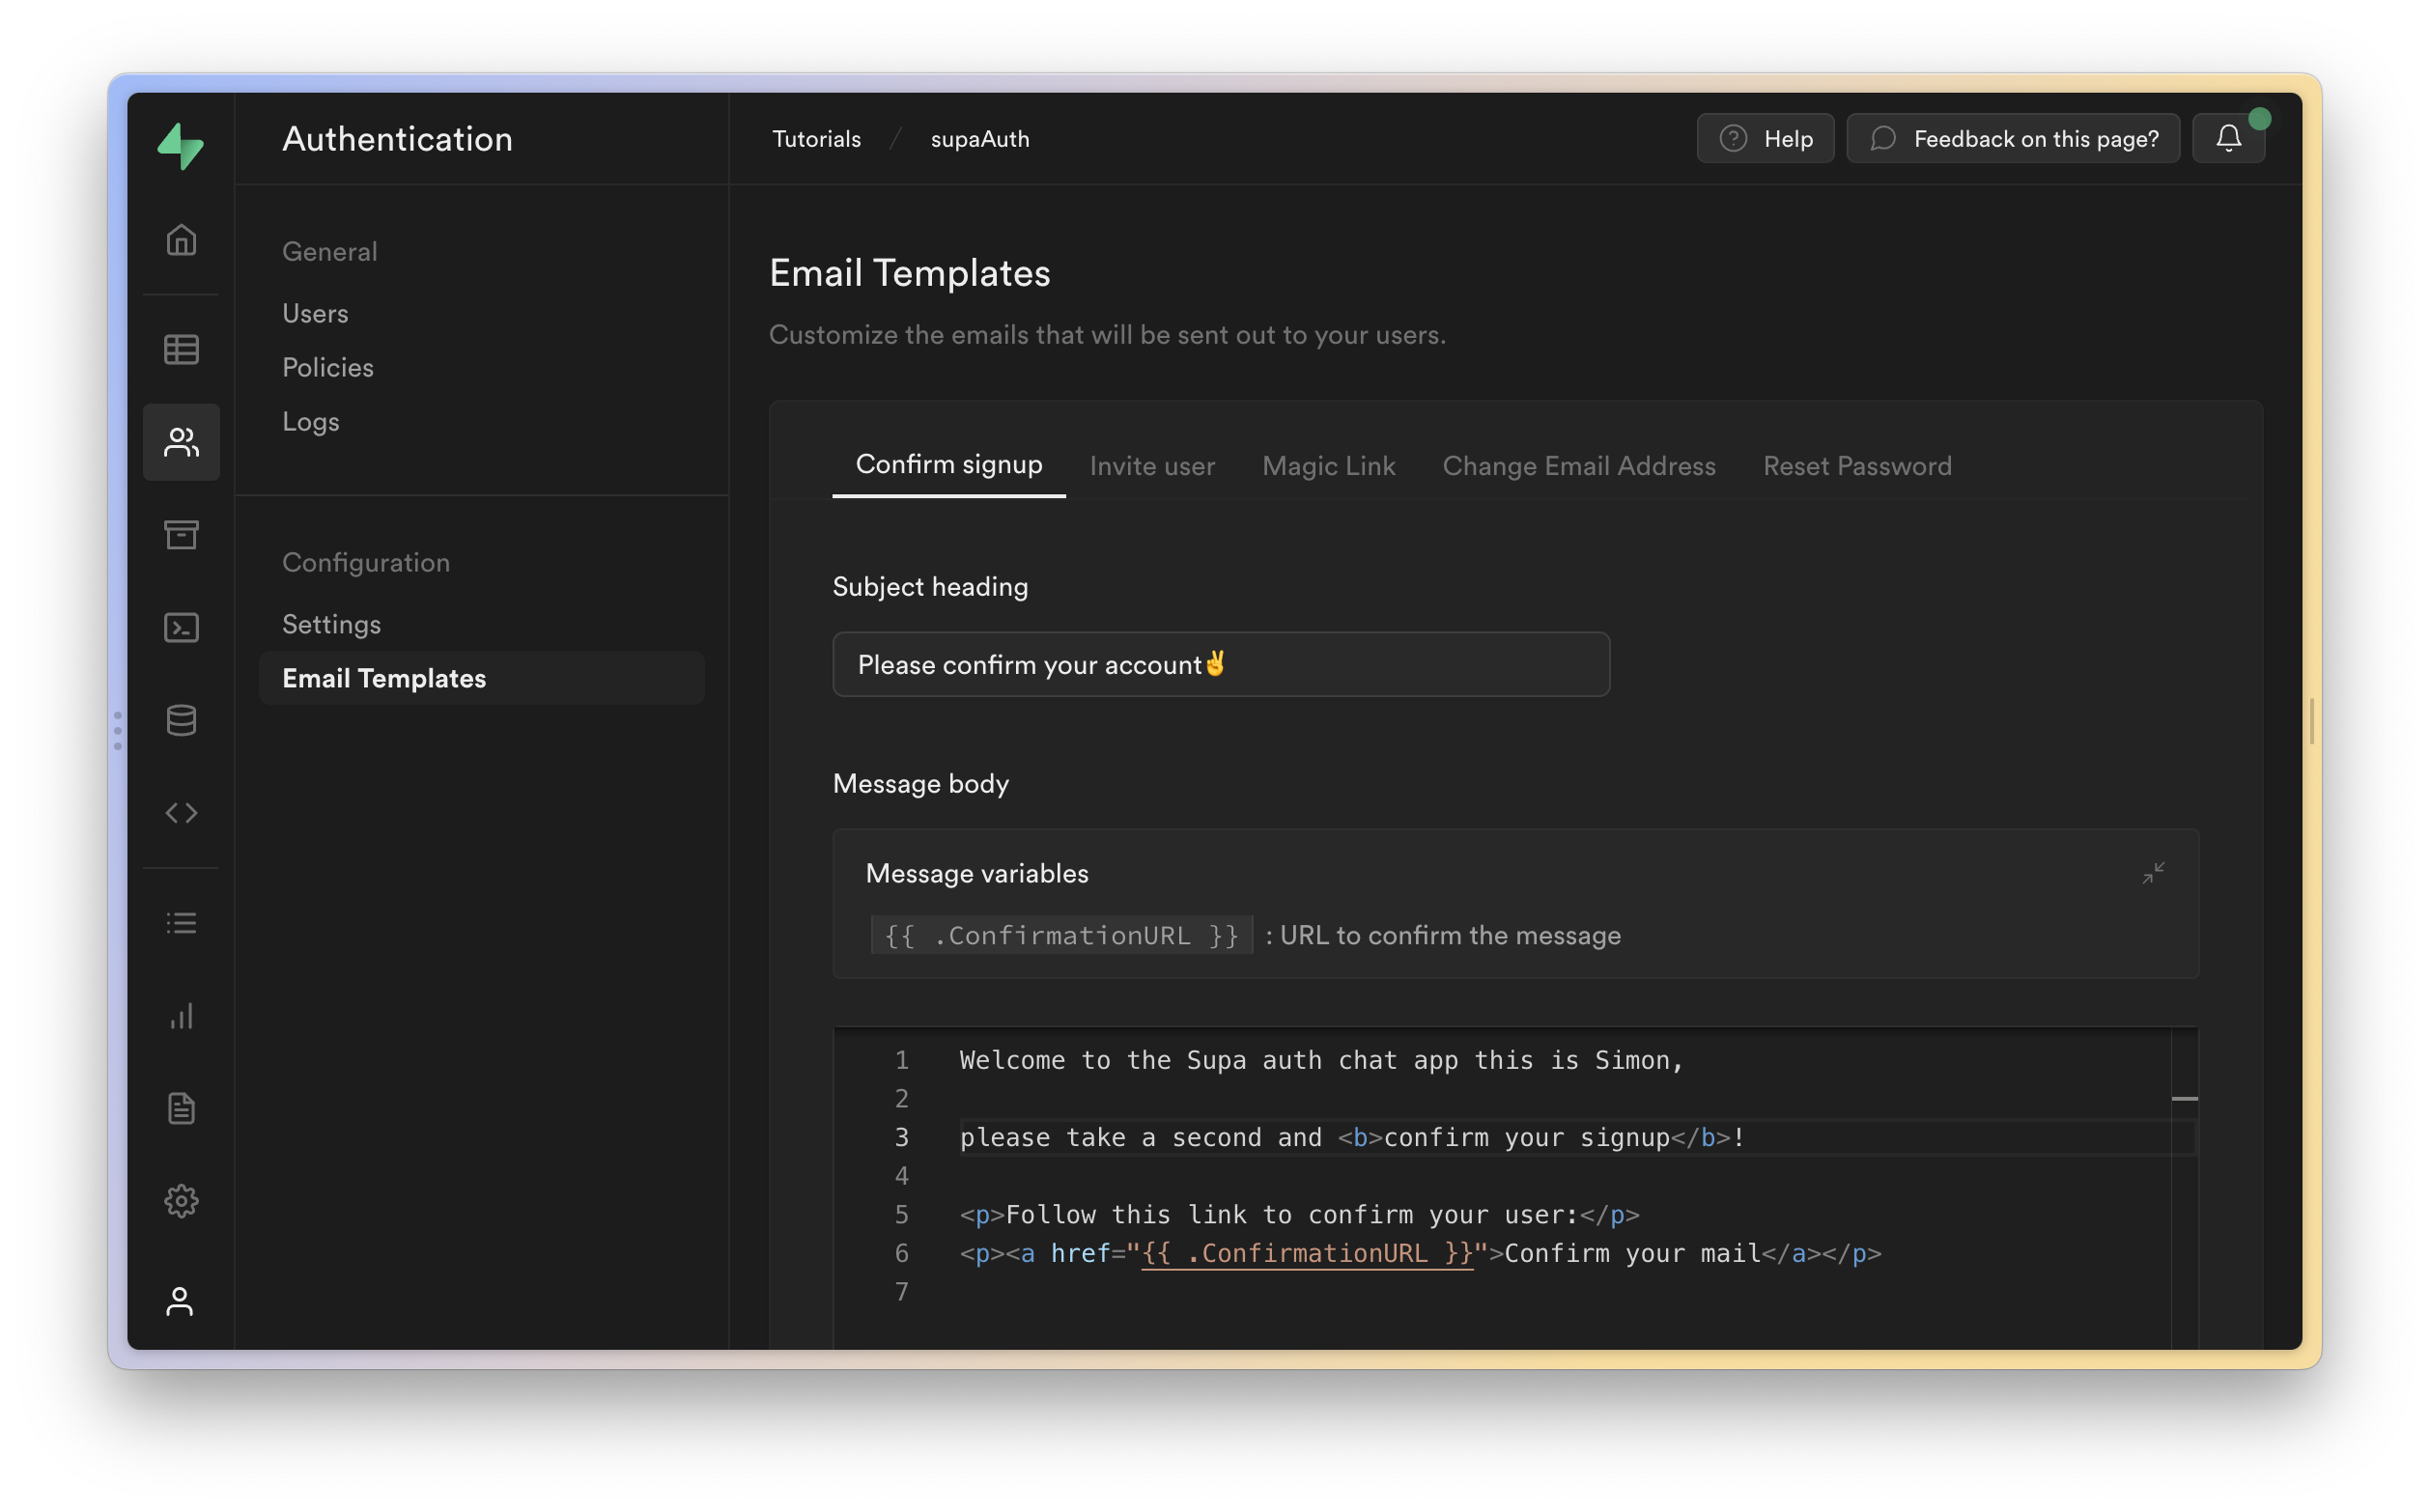 Authentication
Tutorials / supaAuth
Help
Feedback on this page?
General
Users
Policies
Logs
Configuration
Settings
Email Templates
Email Templates
Customize the emails that will be sent out to your users.
Confirm signup Invite user Magic Link Change Email Address Reset Password
Subject heading
Please confirm your account✌️
Message body
Message variables
{{ .ConfirmationURL }} : URL to confirm the message
1 Welcome to the Supa auth chat app this is Simon,
2
3 please take a second and <b>confirm your signup</b>!
4
5 <p>Follow this link to confirm your user:</p>
6 <p><a href="{{ .ConfirmationURL }}">Confirm your mail</a></p>
7